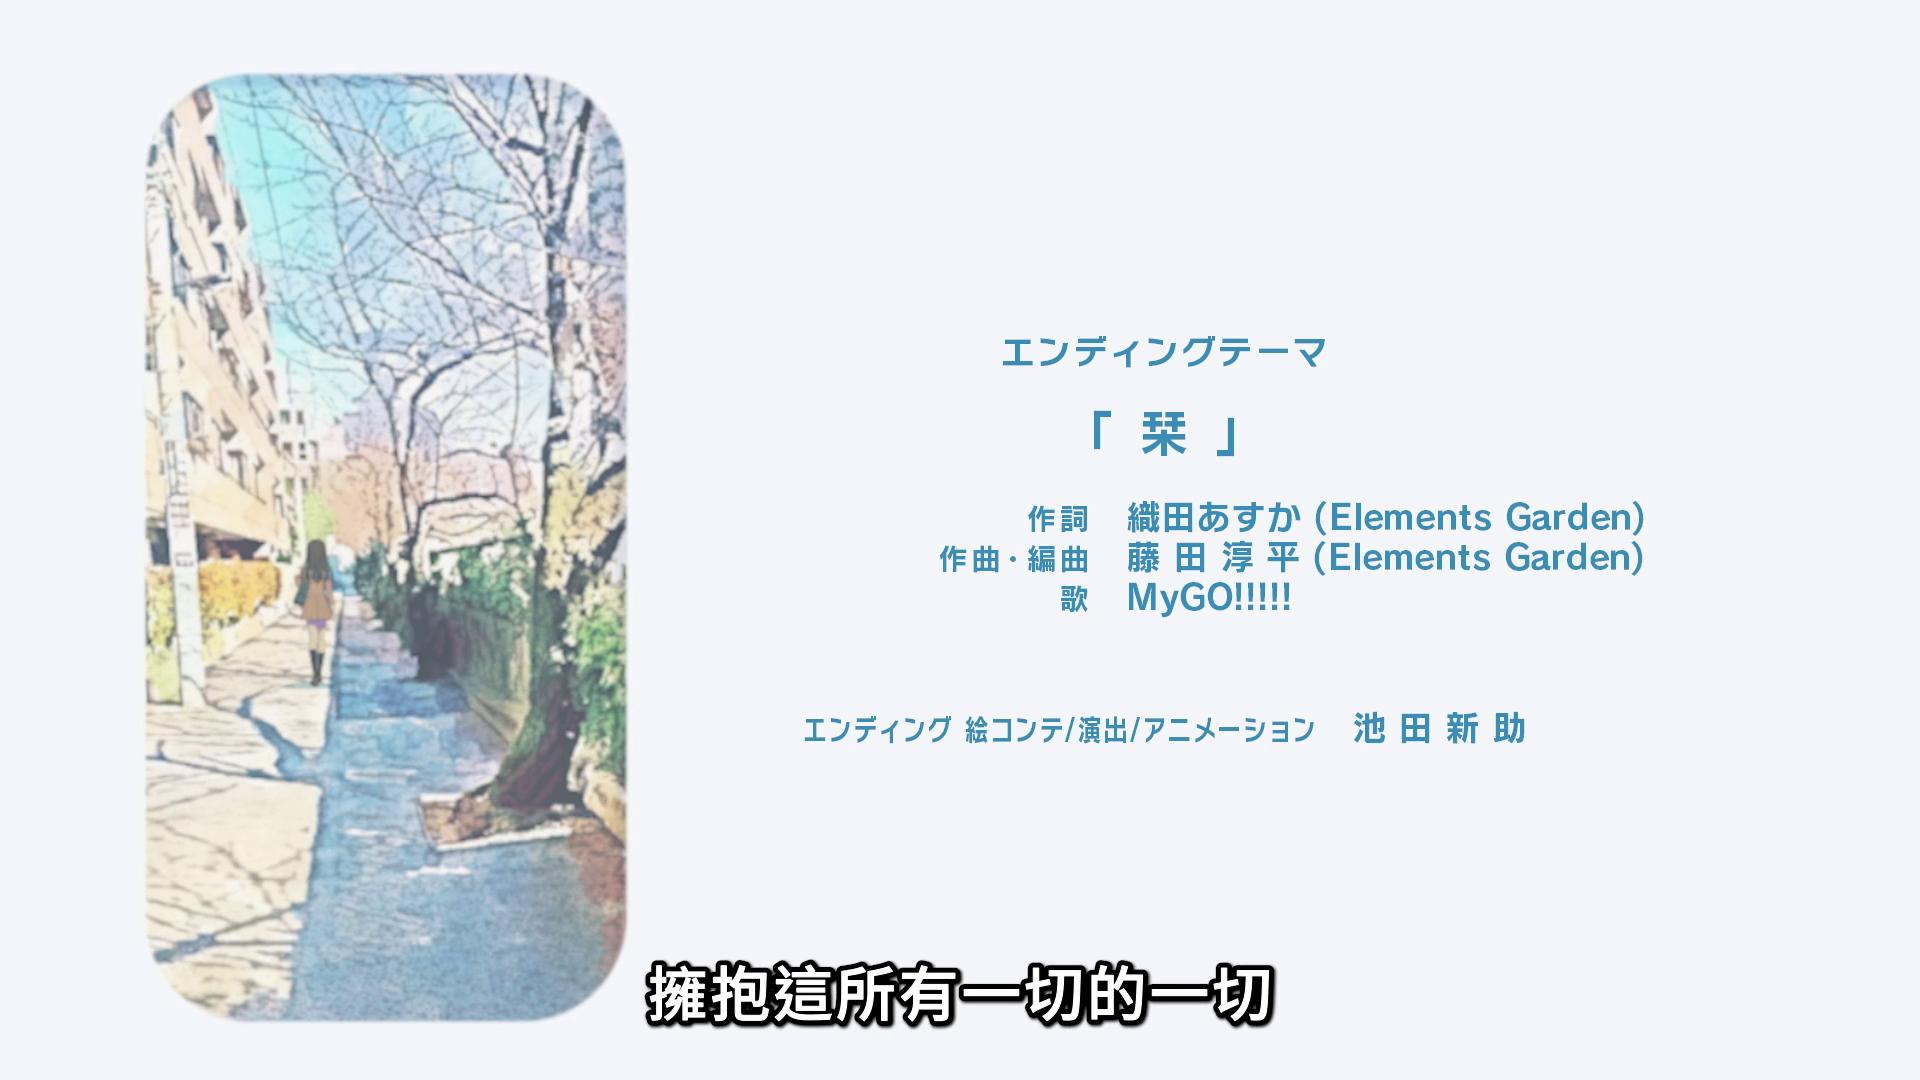 エンディングテーマ
「 栞 」
作詞 織田あすか (Elements Garden)
作曲・編曲 藤田淳平 (Elements Garden)
歌 MyGO!!!!!
エンディング 絵コンテ/演出/アニメーション 池田新助
擁抱這所有一切的一切